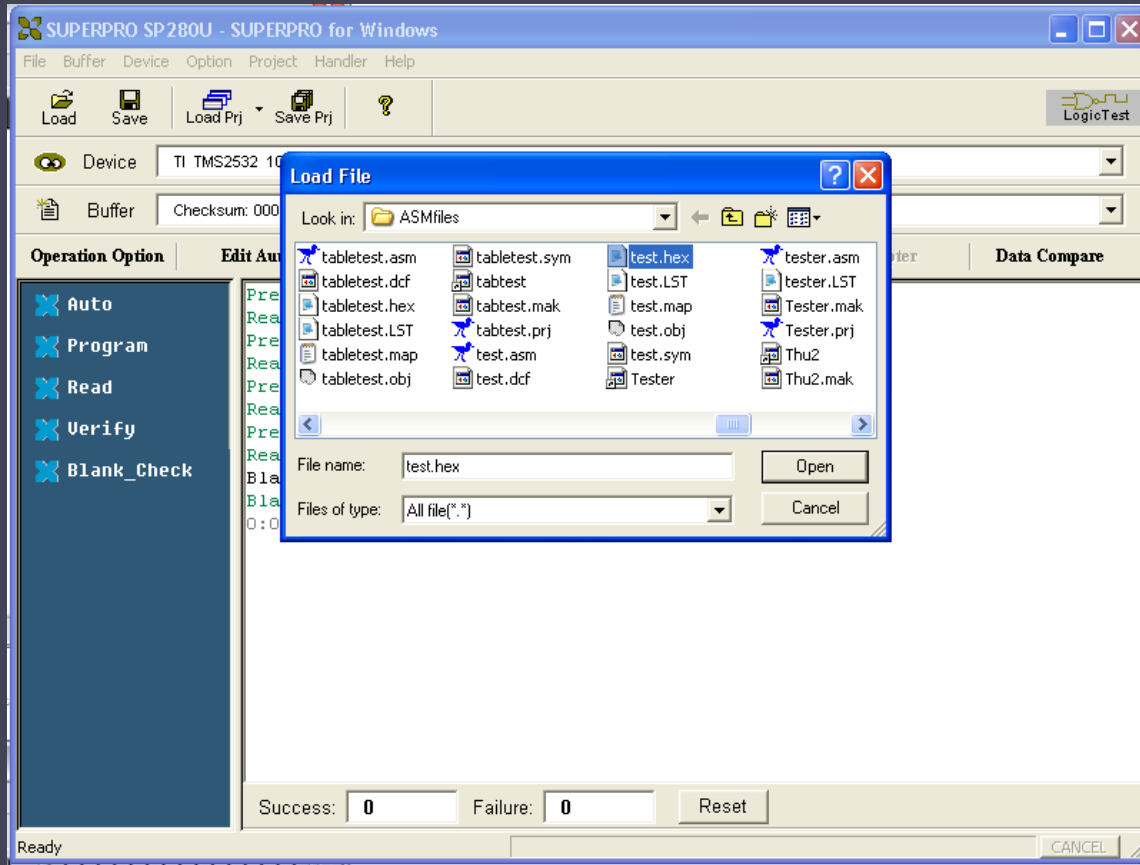 SUPERPRO SP280U - SUPERPRO for Windows
File Buffer Device Option Project Handler Help
Load Save Load Prj Save Prj LogicTest
Device TI TMS2532
Load File
Look in: ASMfiles
Buffer Checksum: 000
Operation Option Data Compare
tabletest.asm tabletest.sym test.hex tester.asm
tabletest.dcf tabtest test.LST tester.LST
tabletest.hex tabtest.mak test.map Tester.mak
tabletest.LST tabtest.prj test.obj Tester.prj
tabletest.map test.asm test.sym Thu2
tabletest.obj test.dcf Tester Thu2.mak
File name: test.hex Open
Files of type: All file(*.*) Cancel
Auto
Program
Read
Verify
Blank_Check
Pre
Rea
Pre
Rea
Pre
Rea
Pre
Rea
Bla
Bla
0:0
Success: 0 Failure: 0 Reset
Ready CANCEL